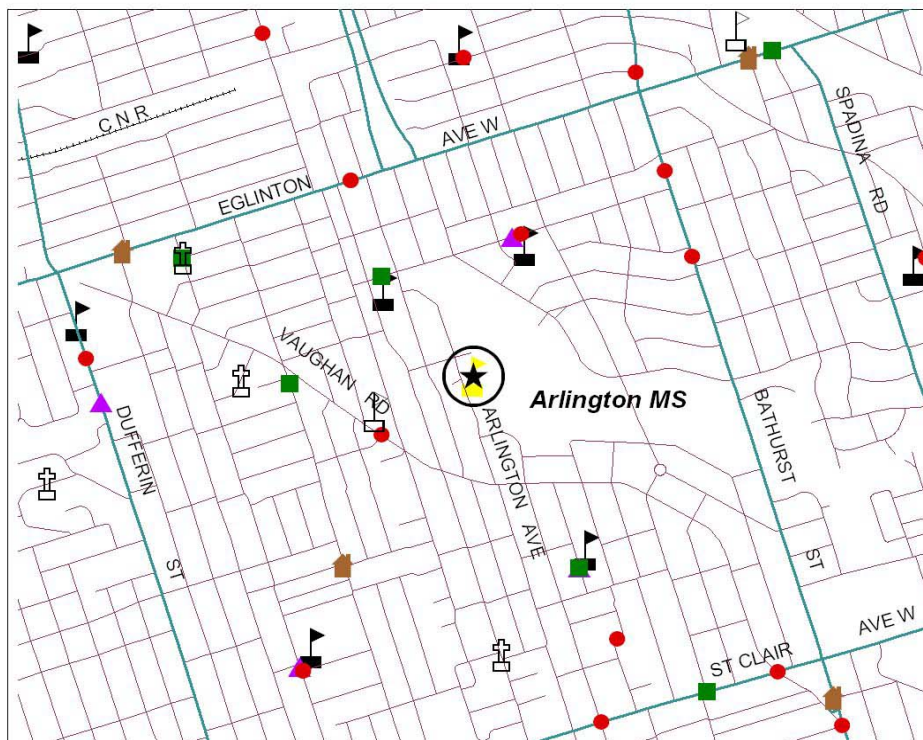 C N R
AVE W
EGLINTON
SPADINA
RD
VAUGHAN
RD
Arlington MS
DUFFERIN
ST
ARLINGTON
AVE
BATHURST
ST
ST CLAIR
AVE W